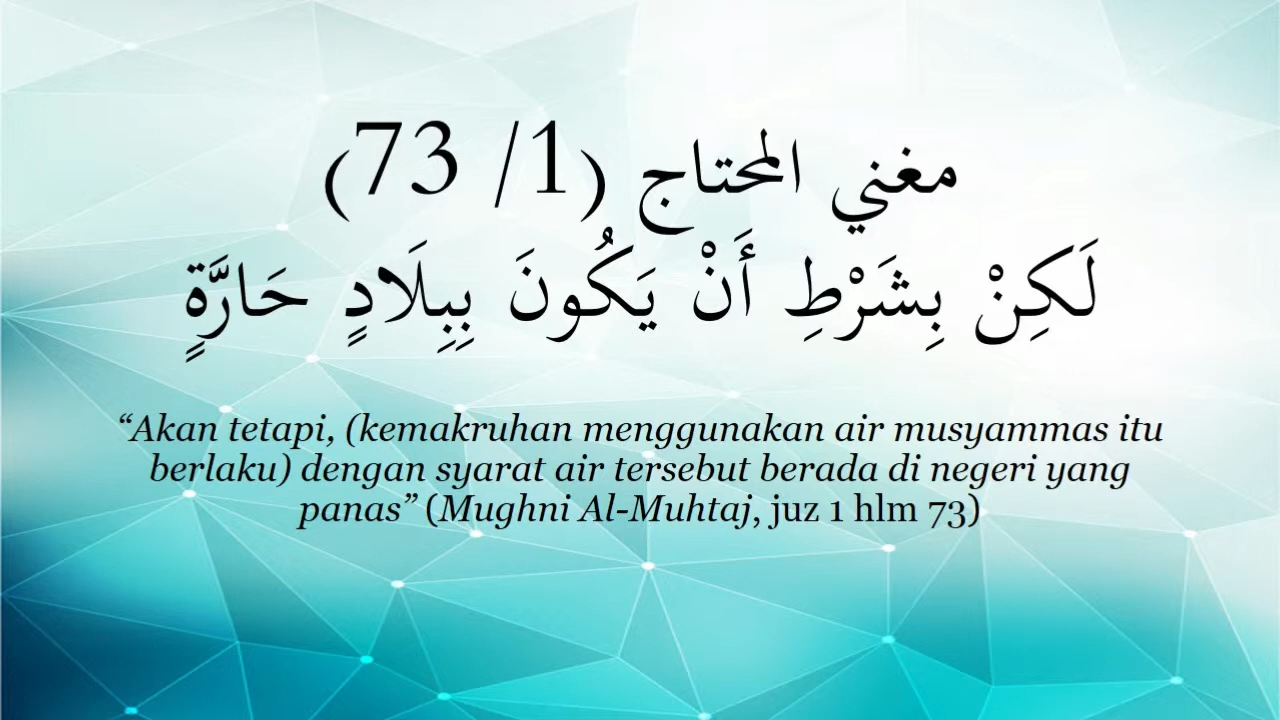 مغني المحتاج (1/ 73)
لَكِنْ بِشَرْطِ أَنْ يَكُونَ بِبِلَادٍ حَارَّةٍ
“Akan tetapi, (kemakruhan menggunakan air musyammas itu
berlaku) dengan syarat air tersebut berada di negeri yang
panas” (Mughni Al-Muhtaj, juz 1 hlm 73)